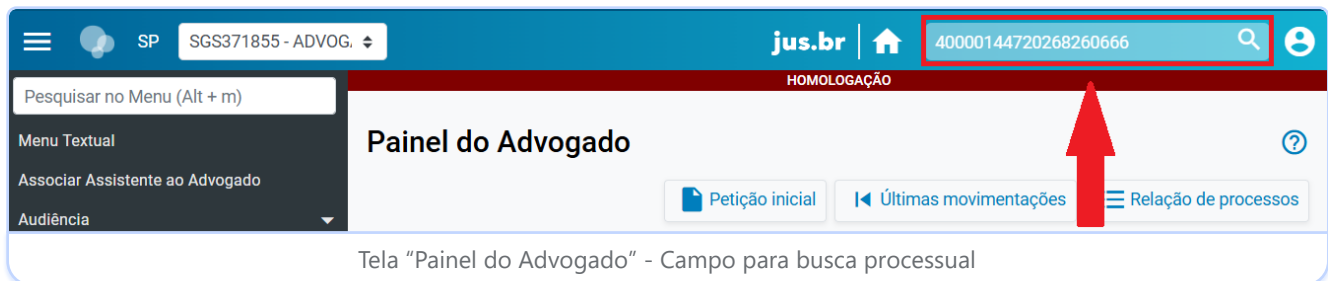 SP SGS371855 - ADVOG. jus.br 40000144720268260666
HOMOLOGAÇÃO
Pesquisar no Menu (Alt + m)
Menu Textual
Painel do Advogado
Associar Assistente ao Advogado
Petição inicial Últimas movimentações Relação de processos
Audiência
Tela “Painel do Advogado” - Campo para busca processual